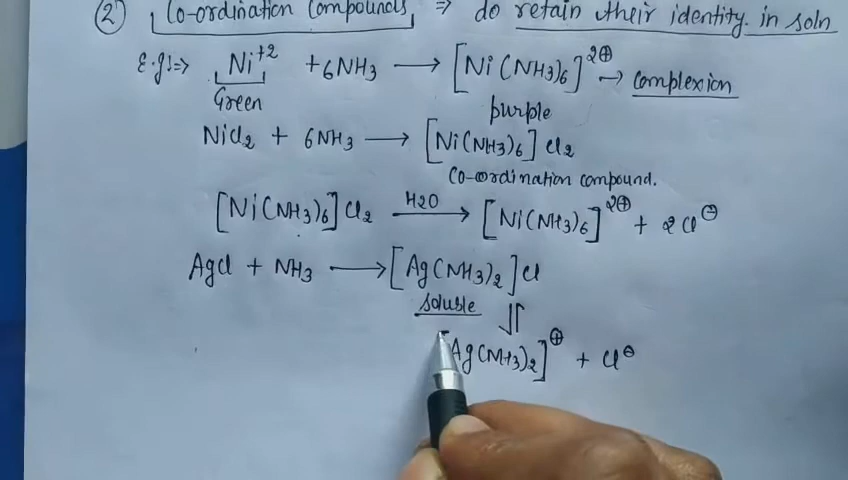 ② Co-ordination Compounds ⇒ do retain their identity in soln
E.g:⇒ Ni⁺² + 6NH3 → [Ni(NH3)6]²⊕ → Complexion
Green purple
NiCl2 + 6NH3 → [Ni(NH3)6]Cl2
Co-ordination compound.
[Ni(NH3)6]Cl2 —H2O→ [Ni(NH3)6]²⊕ + 2Cl⊖
AgCl + NH3 → [Ag(NH3)2]Cl
soluble ⇌
[Ag(NH3)2]⊕ + Cl⊖